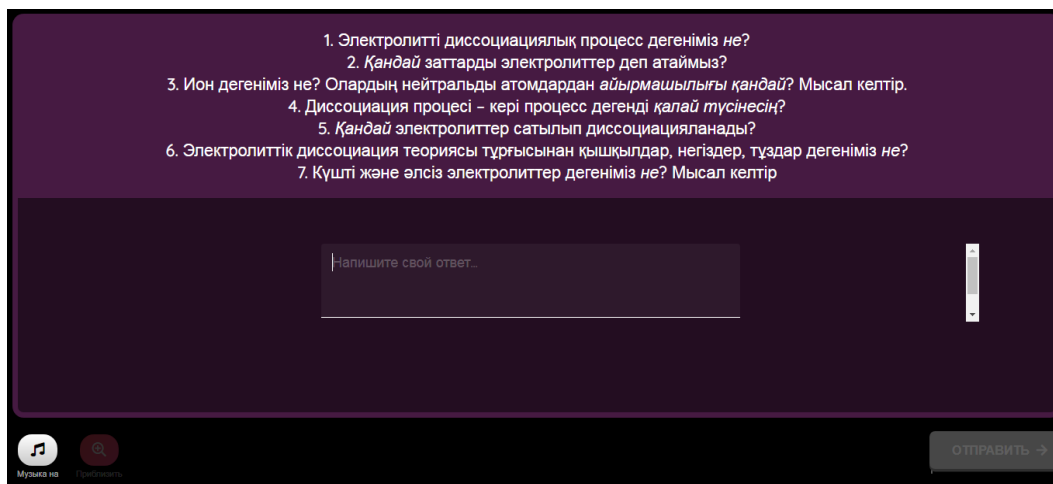 1. Электролитті диссоциациялық процесс дегеніміз не?
2. Қандай заттарды электролиттер деп атаймыз?
3. Ион дегеніміз не? Олардың нейтральды атомдардан айырмашылығы қандай? Мысал келтір.
4. Диссоциация процесі – кері процесс дегенді қалай түсінесің?
5. Қандай электролиттер сатылып диссоциацияланады?
6. Электролиттік диссоциация теориясы тұрғысынан қышқылдар, негіздер, тұздар дегеніміз не?
7. Күшті және әлсіз электролиттер дегеніміз не? Мысал келтір
Напишите свой ответ...
ОТПРАВИТЬ →
Музыка на
Приблизить